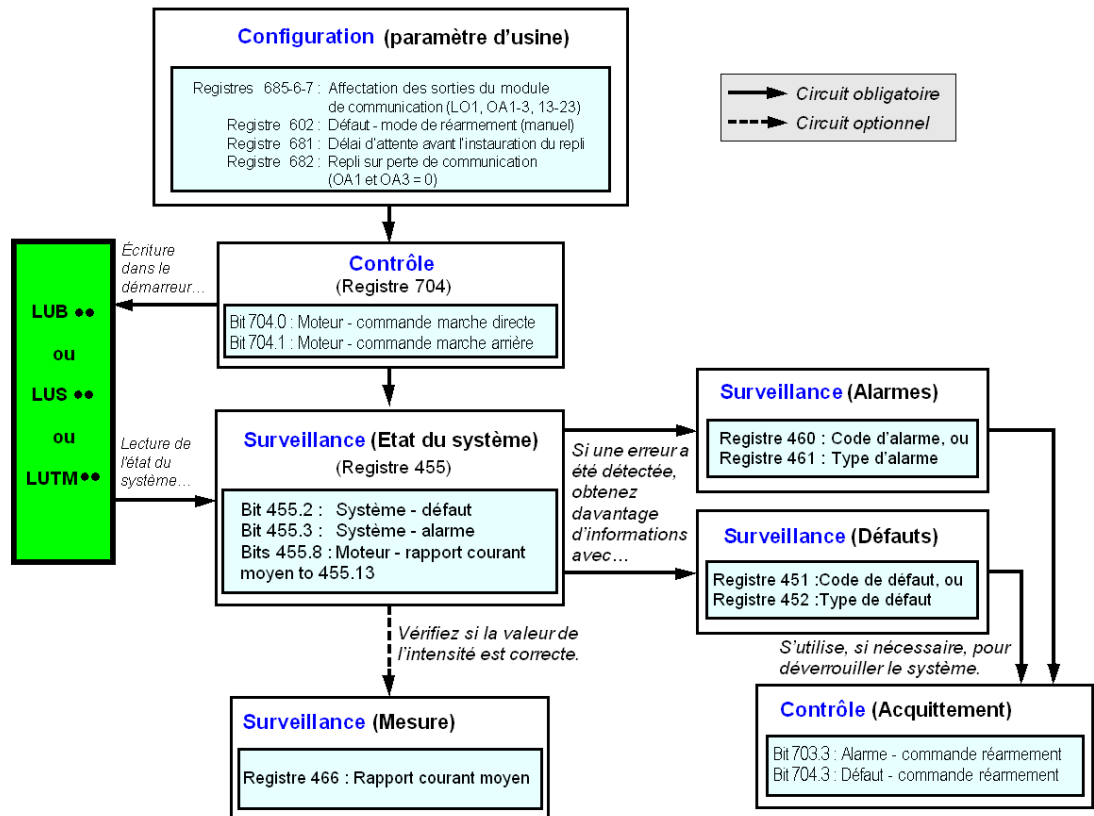 Configuration (paramètre d'usine)
Registres 685-6-7 : Affectation des sorties du module
de communication (LO1, OA1-3, 13-23)
Registre 602 : Défaut - mode de réarmement (manuel)
Registre 681 : Délai d'attente avant l'instauration du repli
Registre 682 : Repli sur perte de communication
(OA1 et OA3 = 0)
Circuit obligatoire
Circuit optionnel
Écriture
dans le
démarreur…
Contrôle
(Registre 704)
Bit 704.0 : Moteur - commande marche directe
Bit 704.1 : Moteur - commande marche arrière
LUB ••
ou
LUS ••
ou
LUTM ••
Lecture de
l'état du
système…
Surveillance (Etat du système)
(Registre 455)
Bit 455.2 : Système - défaut
Bit 455.3 : Système - alarme
Bits 455.8 : Moteur - rapport courant
moyen to 455.13
Si une erreur a
été détectée,
obtenez
davantage
d'informations
avec…
Surveillance (Alarmes)
Registre 460 : Code d'alarme, ou
Registre 461 : Type d'alarme
Surveillance (Défauts)
Registre 451 :Code de défaut, ou
Registre 452 :Type de défaut
Vérifiez si la valeur de
l'intensité est correcte.
S'utilise, si nécessaire, pour
déverrouiller le système.
Surveillance (Mesure)
Registre 466 : Rapport courant moyen
Contrôle (Acquittement)
Bit 703.3 : Alarme - commande réarmement
Bit 704.3 : Défaut - commande réarmement